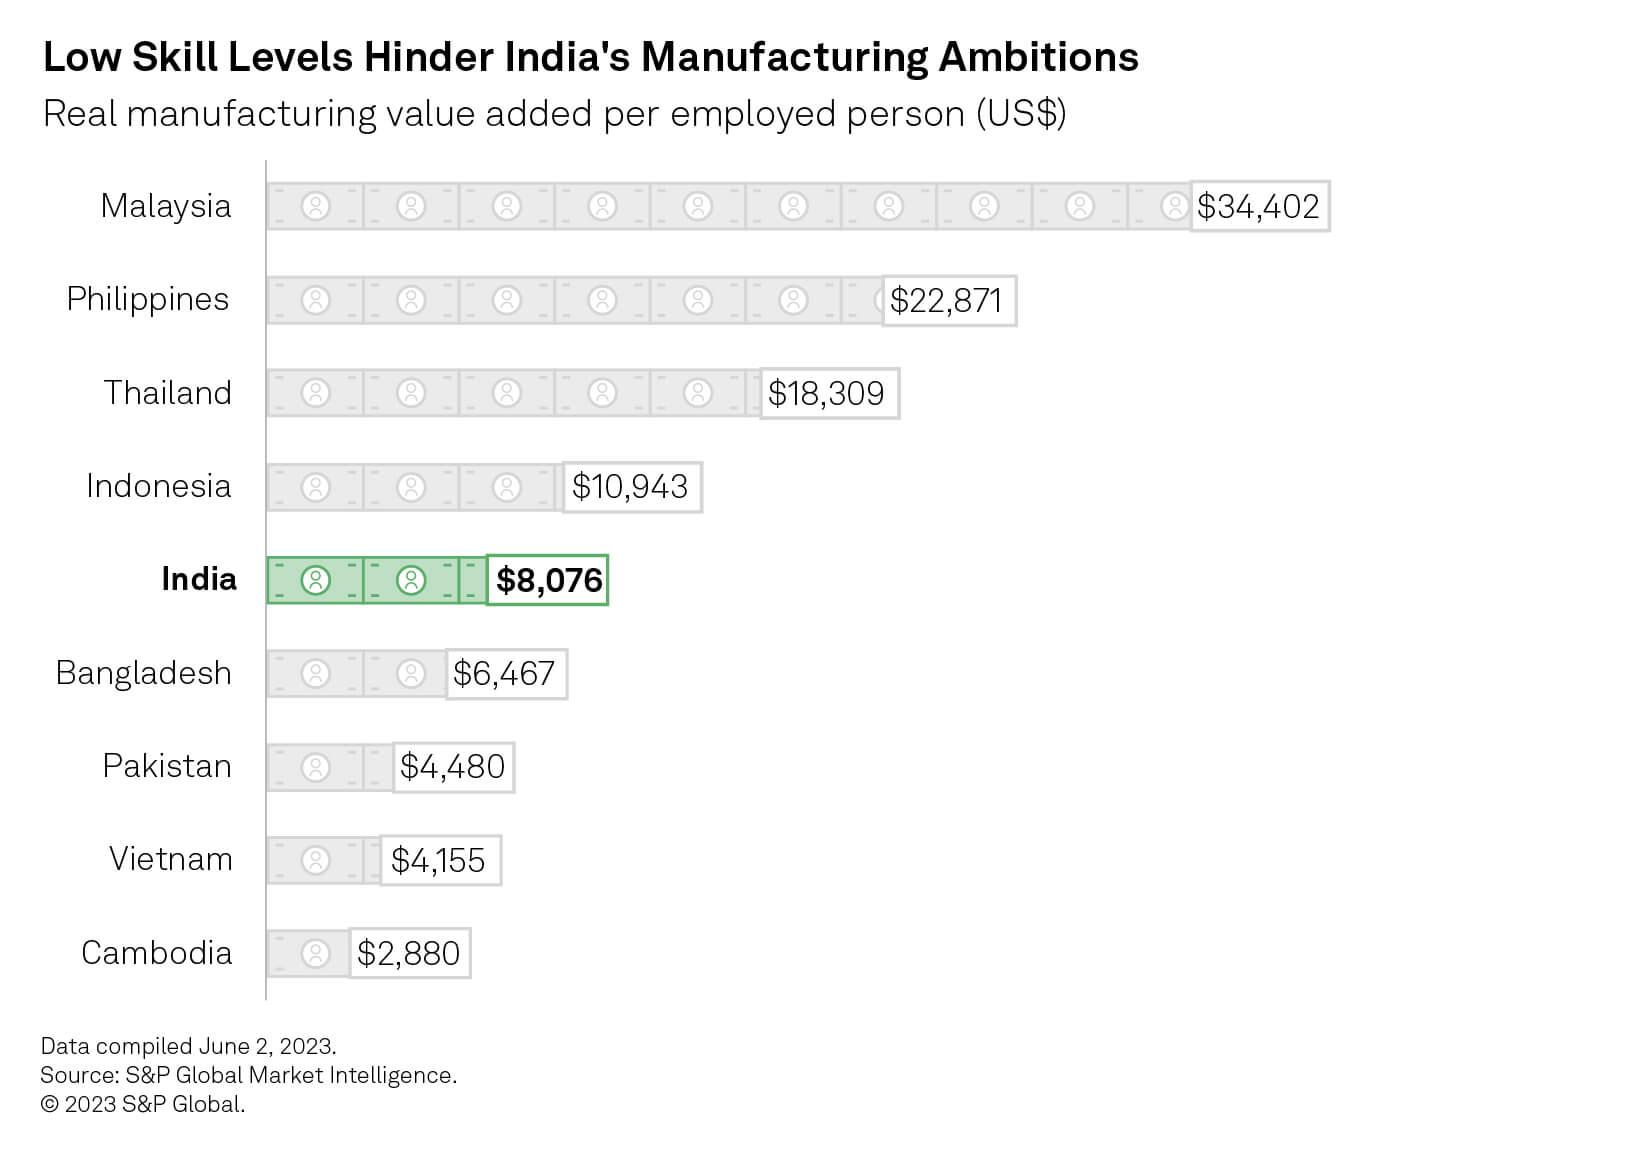 Low Skill Levels Hinder India's Manufacturing Ambitions
Real manufacturing value added per employed person (US$)
Malaysia $34,402
Philippines $22,871
Thailand $18,309
Indonesia $10,943
India $8,076
Bangladesh $6,467
Pakistan $4,480
Vietnam $4,155
Cambodia $2,880
Data compiled June 2, 2023.
Source: S&P Global Market Intelligence.
© 2023 S&P Global.